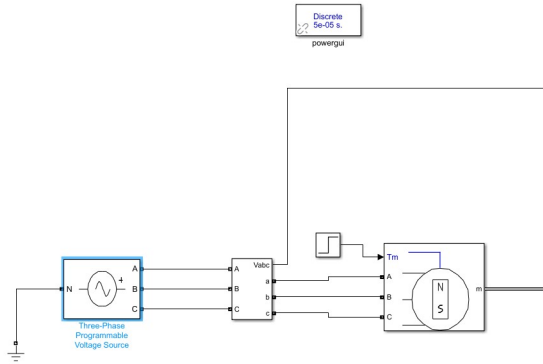 Discrete
5e-05 s.
powergui
N
+
A
B
C
Three-Phase
Programmable
Voltage Source
A
B
C
Vabc
a
b
c
Tm
A
B
C
N
S
m